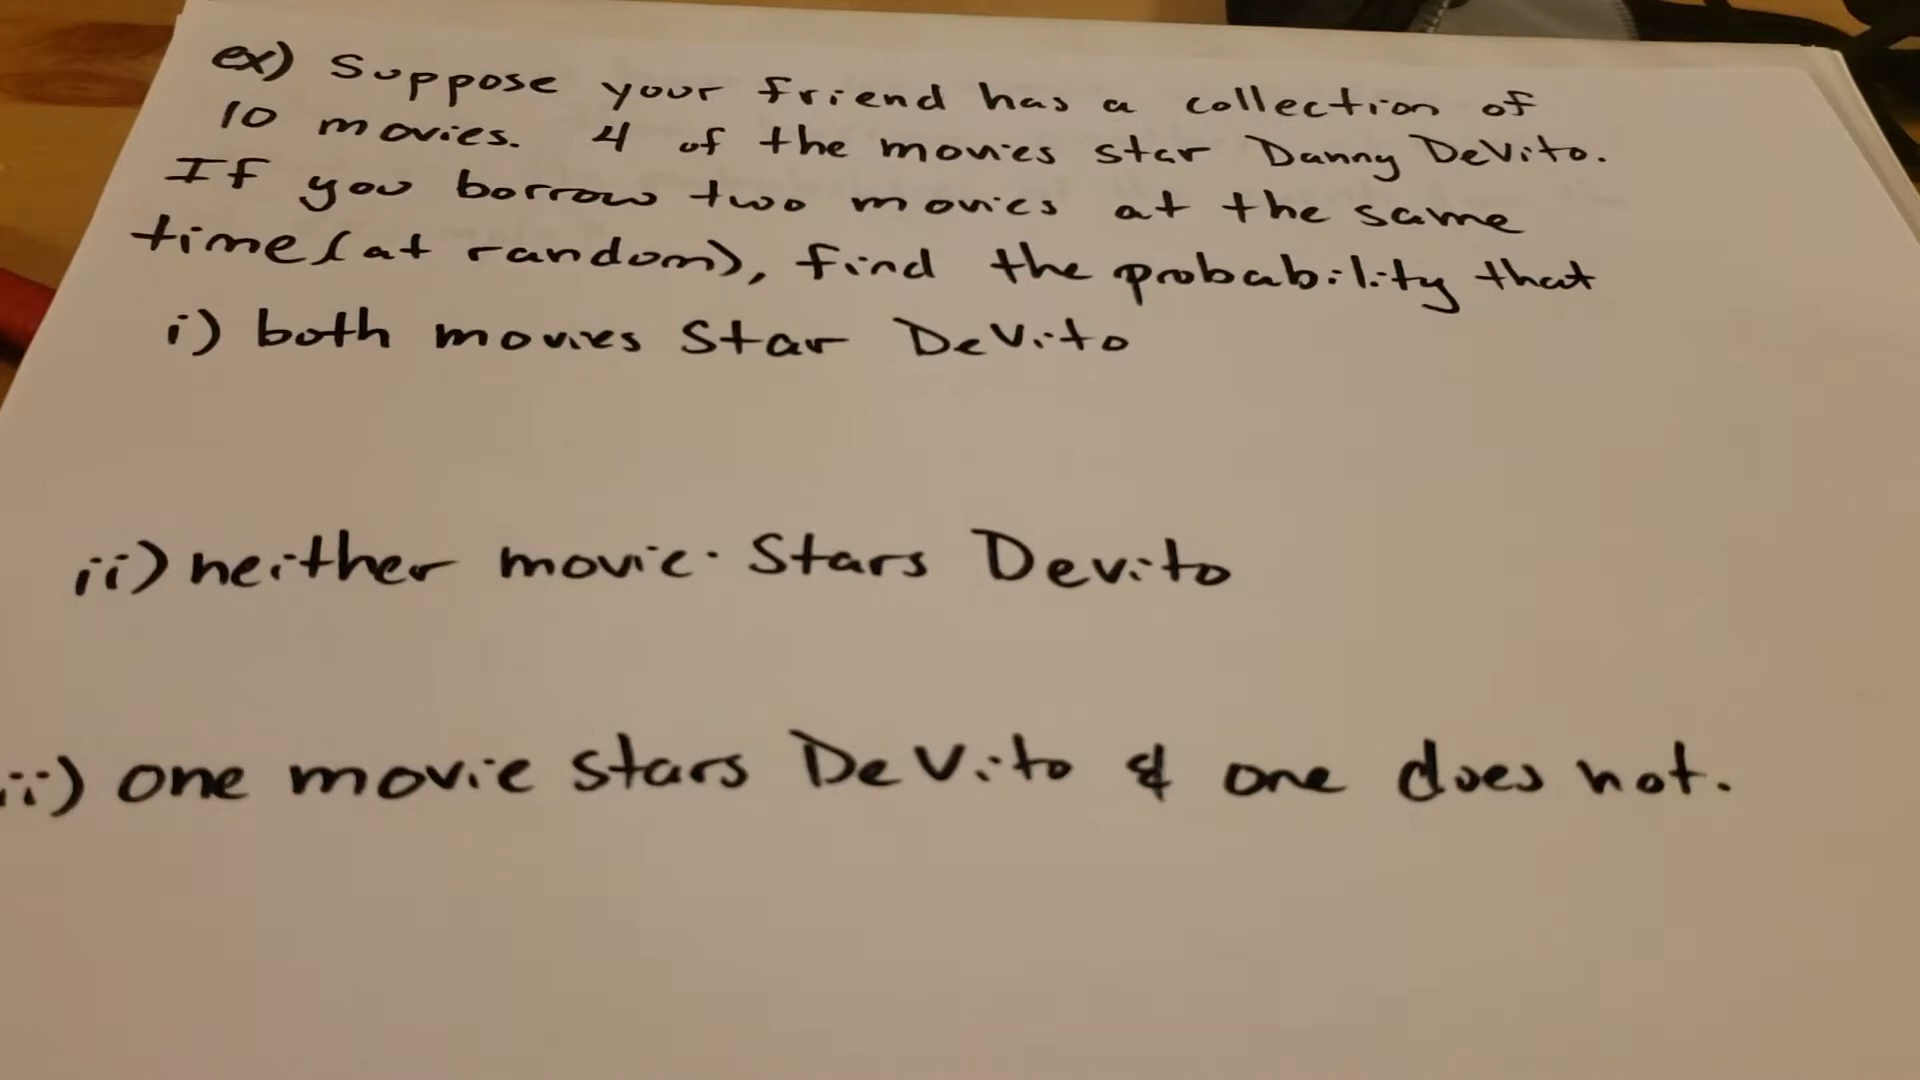 ex) Suppose your friend has a collection of
10 movies. 4 of the movies star Danny DeVito.
If you borrow two movies at the same
time (at random), find the probability that
i) both movies Star DeVito
ii) neither movie Stars Devito
ii) one movie stars DeVito & one does not.